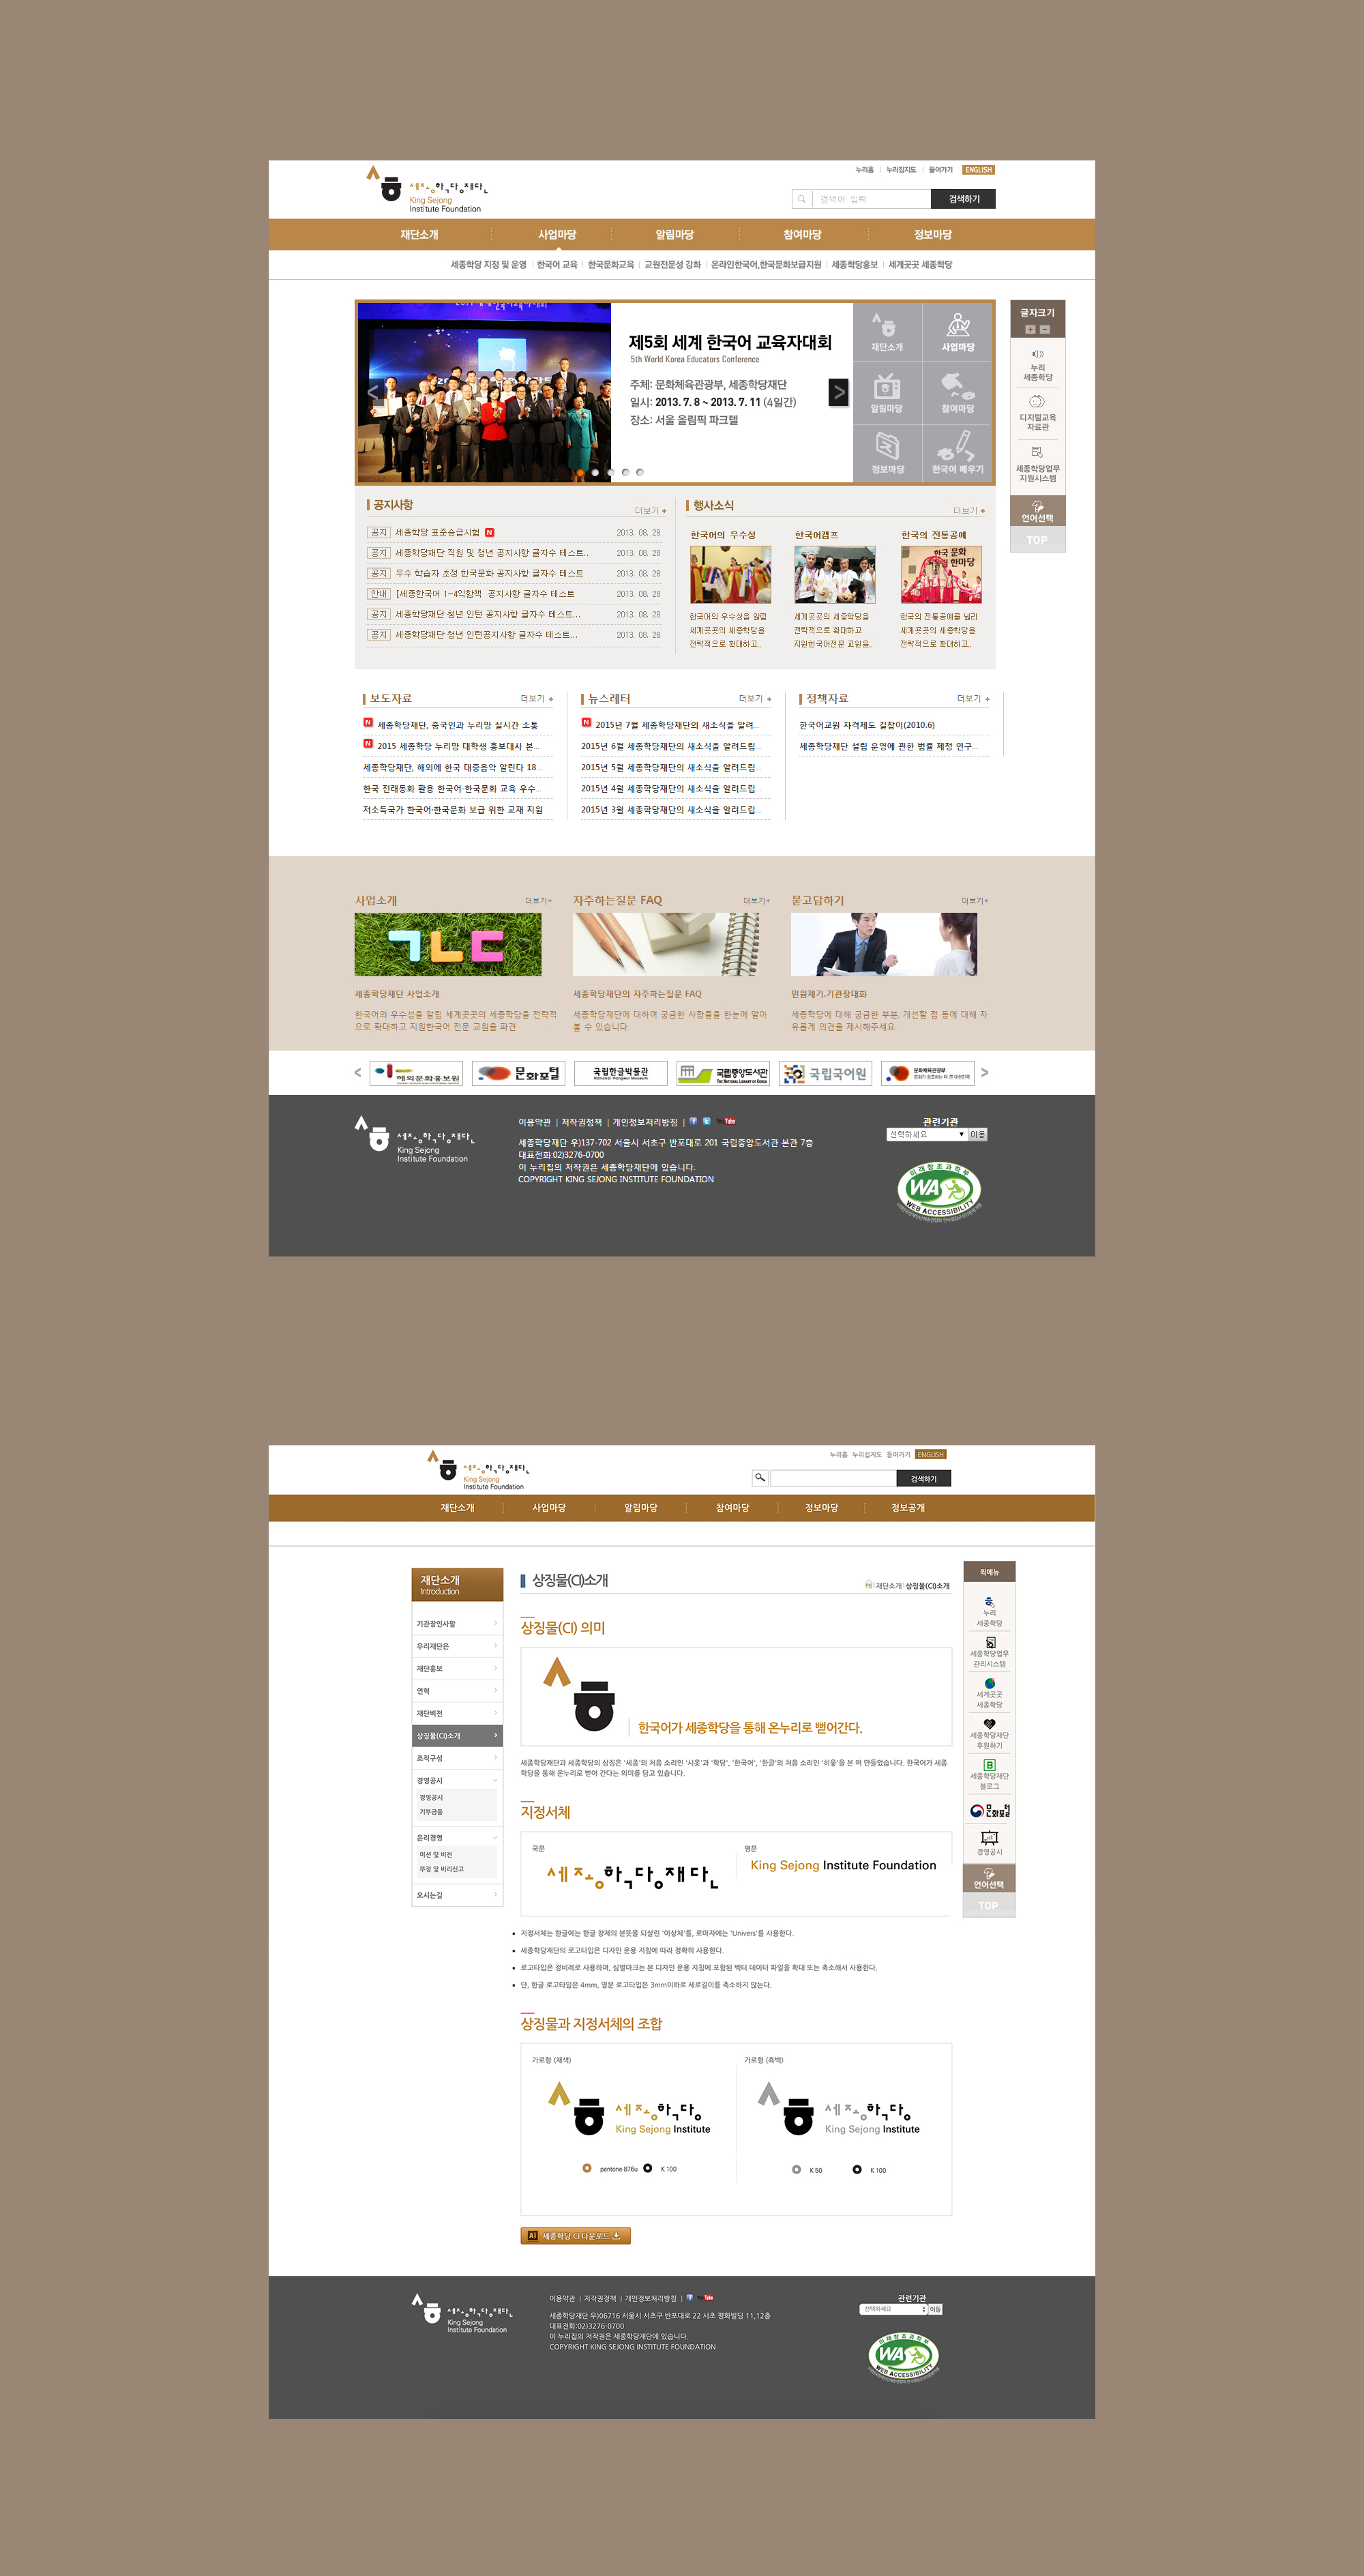 세종학당재단
King Sejong
Institute Foundation
누리홈
누리집지도
들어가기
ENGLISH
검색어 입력
검색하기
재단소개
사업마당
알림마당
참여마당
정보마당
세종학당 지정 및 운영
한국어 교육
한국문화교육
교원전문성 강화
온라인한국어,한국문화보급지원
세종학당홍보
세계곳곳 세종학당
제5회 세계 한국어 교육자대회
5th World Korea Educators Conference
주체: 문화체육관광부, 세종학당재단
일시: 2013. 7. 8 ~ 2013. 7. 11 (4일간)
장소: 서울 올림픽 파크텔
재단소개
사업마당
알림마당
참여마당
정보마당
한국어 배우기
글자크기
누리
세종학당
디지털교육
자료관
세종학당업무
지원시스템
언어선택
TOP
공지사항
더보기 +
공지 세종학당 표준승급시험 N 2013. 08. 28
공지 세종학당재단 직원 및 청년 공지사항 글자수 테스트.. 2013. 08. 28
공지 우수 학습자 초청 한국문화 공지사항 글자수 테스트 2013. 08. 28
안내 [세종한국어 1~4익힘책 공지사항 글자수 테스트 2013. 08. 28
공지 세종학당재단 청년 인턴 공지사항 글자수 테스트... 2013. 08. 28
공지 세종학당재단 청년 인턴공지사항 글자수 테스트... 2013. 08. 28
행사소식
더보기 +
한국어의 우수성
한국어의 우수성을 알림
세계곳곳의 세종학당을
전략적으로 확대하고..
한국어캠프
세계곳곳의 세종학당을
전략적으로 확대하고
지원한국어전문 교원을..
한국의 전통공예
한국 문화
한마당
한국의 전통공예를 널리
세계곳곳의 세종학당을
전략적으로 확대하고..
보도자료
더보기 +
N 세종학당재단, 중국인과 누리망 실시간 소통
N 2015 세종학당 누리망 대학생 홍보대사 본...
세종학당재단, 해외에 한국 대중음악 알린다 18...
한국 전래동화 활용 한국어·한국문화 교육 우수...
저소득국가 한국어·한국문화 보급 위한 교재 지원
뉴스레터
더보기 +
N 2015년 7월 세종학당재단의 새소식을 알려...
2015년 6월 세종학당재단의 새소식을 알려드립...
2015년 5월 세종학당재단의 새소식을 알려드립...
2015년 4월 세종학당재단의 새소식을 알려드립...
2015년 3월 세종학당재단의 새소식을 알려드립...
정책자료
더보기 +
한국어교원 자격제도 길잡이(2010.6)
세종학당재단 설립 운영에 관한 법률 제정 연구...
사업소개
더보기+
ㄱㄴㄷ
세종학당재단 사업소개
한국어의 우수성을 알림 세계곳곳의 세종학당을 전략적
으로 확대하고 지원한국어 전문 교원을 파견
자주하는질문 FAQ
더보기+
세종학당재단의 자주하는질문 FAQ
세종학당재단에 대하여 궁금한 사항들을 한눈에 알아
볼 수 있습니다.
묻고답하기
더보기+
민원제기.기관장대화
세종학당에 대해 궁금한 부분, 개선할 점 등에 대해 자
유롭게 의견을 제시해주세요.
해외문화홍보원
문화포털
국립한글박물관
National Hangeul Museum
국립중앙도서관
THE NATIONAL LIBRARY OF KOREA
국립국어원
문화체육관광부
세종학당재단
King Sejong
Institute Foundation
이용약관 | 저작권정책 | 개인정보처리방침 |
세종학당재단 우)137-702 서울시 서초구 반포대로 201 국립중앙도서관 본관 7층
대표전화:02)3276-0700
이 누리집의 저작권은 세종학당재단에 있습니다.
COPYRIGHT KING SEJONG INSTITUTE FOUNDATION
관련기관
선택하세요
이동
미래창조과학부
WA
WEB ACCESSIBILITY
세종학당재단
King Sejong
Institute Foundation
누리홈 누리집지도 들어가기 ENGLISH
검색하기
재단소개
사업마당
알림마당
참여마당
정보마당
정보공개
재단소개
Introduction
기관장인사말
우리재단은
재단홍보
연혁
재단비전
상징물(CI)소개
조직구성
경영공시
경영공시
기부금품
윤리경영
미션 및 비전
부정 및 비리신고
오시는길
상징물(CI)소개
재단소개 | 상징물(CI)소개
상징물(CI) 의미
한국어가 세종학당을 통해 온누리로 뻗어간다.
세종학당재단과 세종학당의 상징은 '세종'의 처음 소리인 '시옷'과 '학당', '한국어', '한글'의 처음 소리인 '히읗'을 본 떠 만들었습니다. 한국어가 세종
학당을 통해 온누리로 뻗어 간다는 의미를 담고 있습니다.
지정서체
국문
세종학당재단
영문
King Sejong Institute Foundation
지정서체는 한글에는 한글 창제의 본뜻을 되살린 '이상체'를, 로마자에는 'Univers'를 사용한다.
세종학당재단의 로고타입은 디자인 운용 지침에 따라 정확히 사용한다.
로고타입은 정비례로 사용하며, 심벌마크는 본 디자인 운용 지침에 포함된 벡터 데이터 파일을 확대 또는 축소해서 사용한다.
단, 한글 로고타입은 4mm, 영문 로고타입은 3mm이하로 세로길이를 축소하지 않는다.
상징물과 지정서체의 조합
가로형 (채색)
세종학당
King Sejong Institute
pantone 876u
K 100
가로형 (흑백)
세종학당
King Sejong Institute
K 50
K 100
Ai 세종학당 CI 다운로드
퀵메뉴
누리
세종학당
세종학당업무
관리시스템
세계곳곳
세종학당
세종학당재단
후원하기
B
세종학당재단
블로그
문화포털
경영공시
언어선택
TOP
세종학당재단
King Sejong
Institute Foundation
이용약관 | 저작권정책 | 개인정보처리방침 |
세종학당재단 우)06716 서울시 서초구 반포대로 22 서초 평화빌딩 11,12층
대표전화:02)3276-0700
이 누리집의 저작권은 세종학당재단에 있습니다.
COPYRIGHT KING SEJONG INSTITUTE FOUNDATION
관련기관
선택하세요
이동
미래창조과학부
WA
WEB ACCESSIBILITY